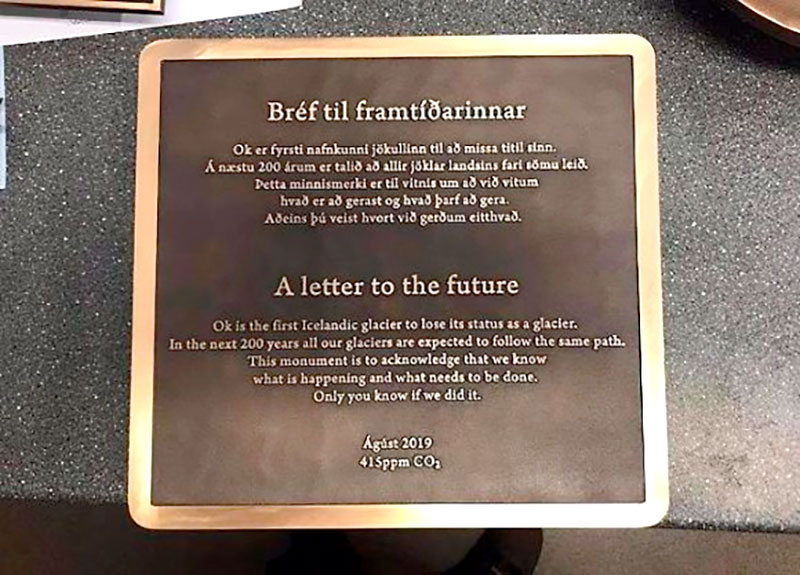 Bréf til framtíðarinnar
Ok er fyrsti nafnkunni jökullinn til að missa titil sinn.
Á næstu 200 árum er talið að allir jöklar landsins fari sömu leið.
Þetta minnismerki er til vitnis um að við vitum
hvað er að gerast og hvað þarf að gera.
Aðeins þú veist hvort við gerðum eitthvað.
A letter to the future
Ok is the first Icelandic glacier to lose its status as a glacier.
In the next 200 years all our glaciers are expected to follow the same path.
This monument is to acknowledge that we know
what is happening and what needs to be done.
Only you know if we did it.
Ágúst 2019
415ppm CO₂